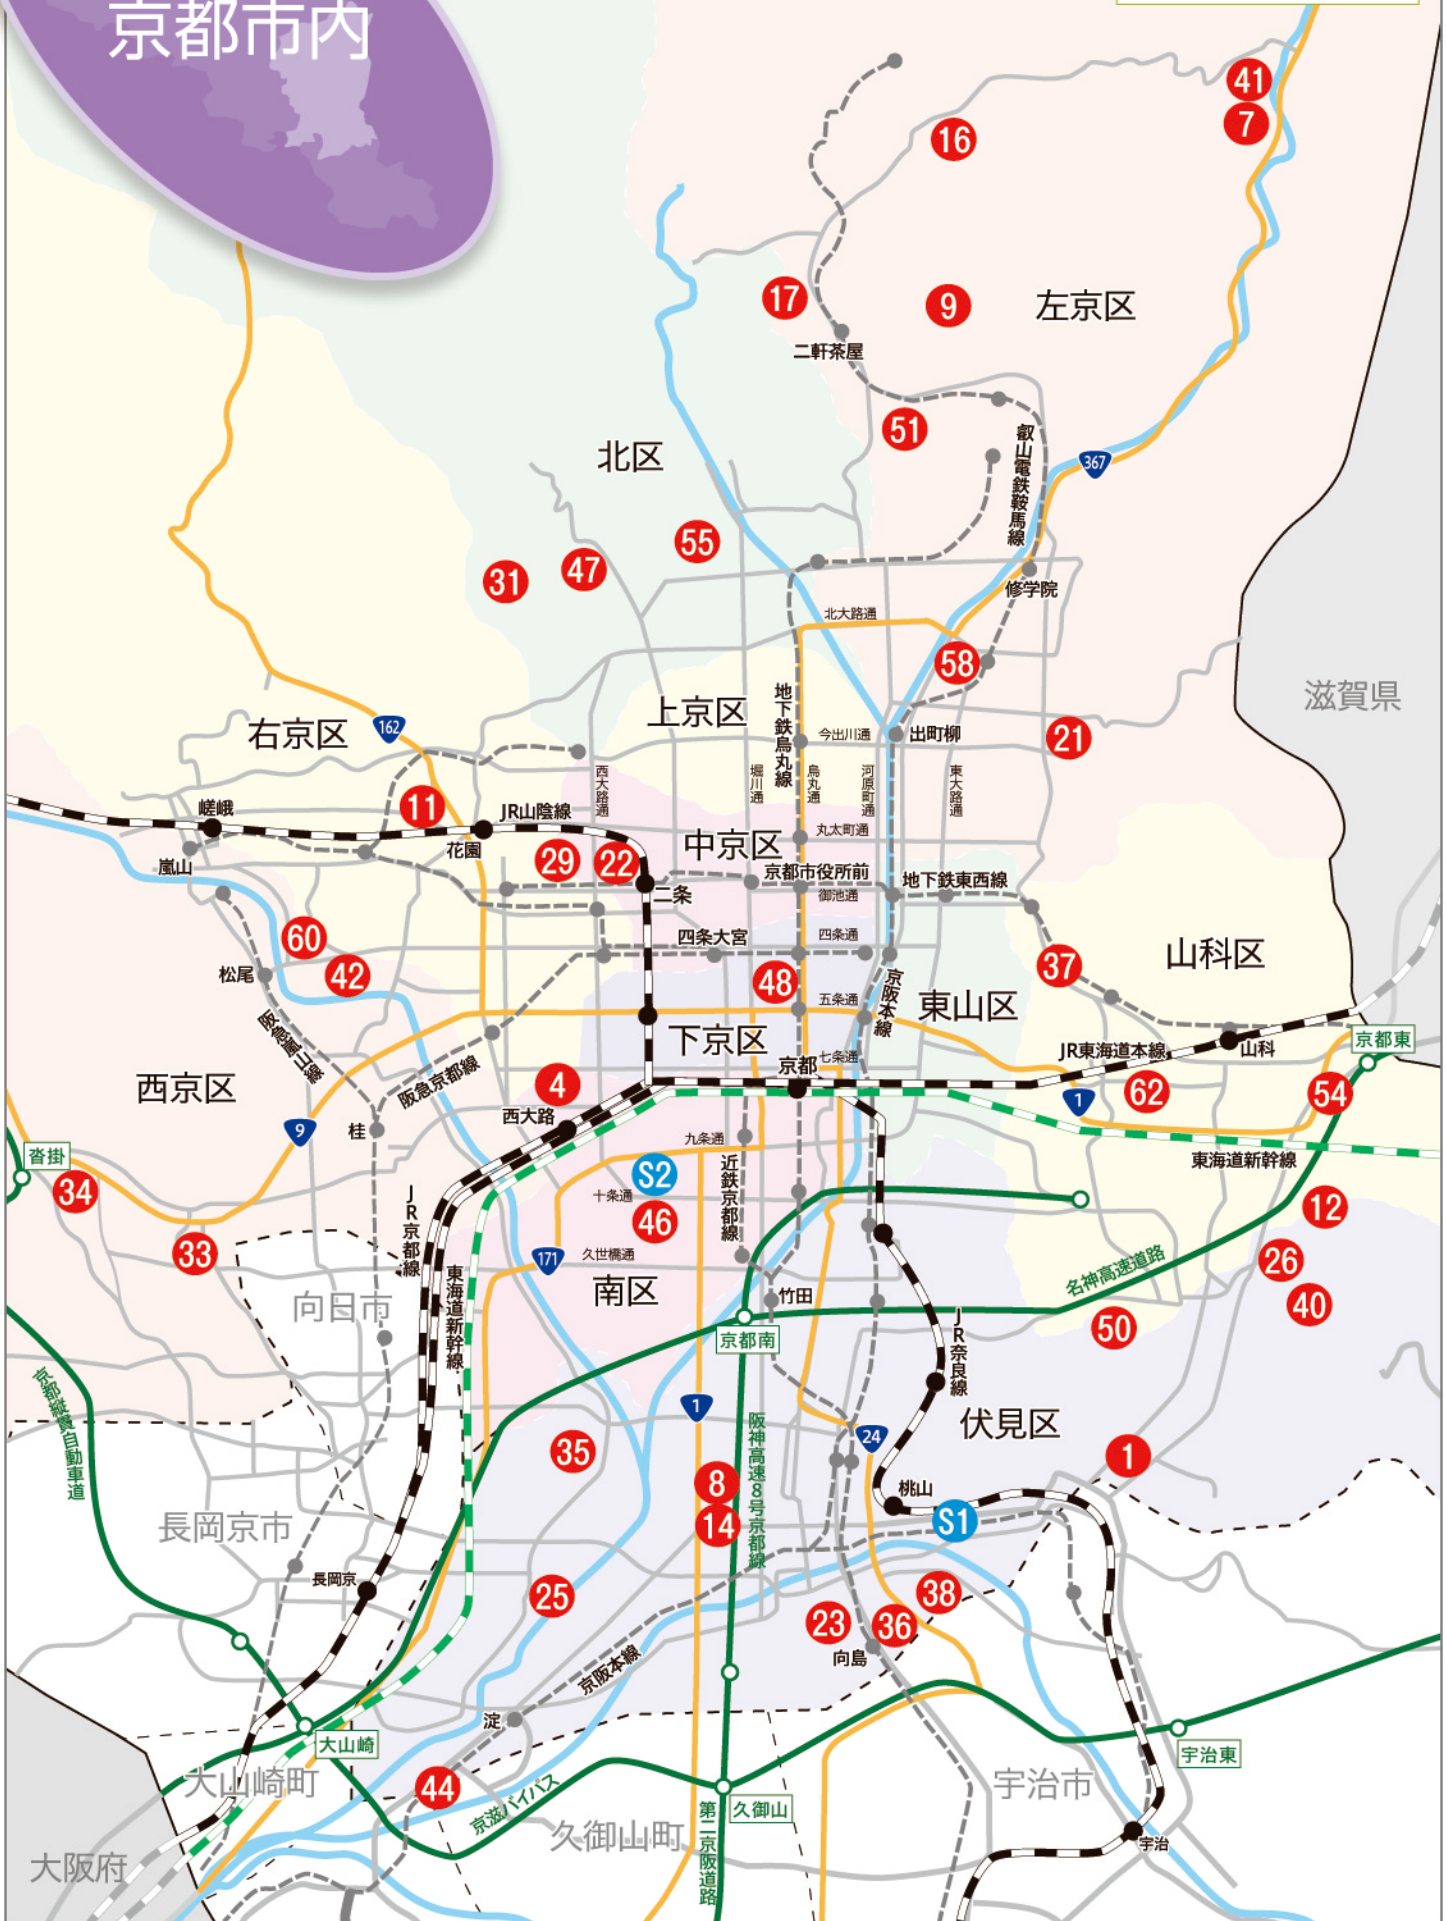 京都市内
41
7
16
17
9
左京区
二軒茶屋
51
叡山電鉄鞍馬線
367
北区
55
47
31
修学院
北大路通
58
滋賀県
地下鉄烏丸線
上京区
右京区
162
今出川通
出町柳
21
西大路通
堀川通
烏丸通
河原町通
東大路通
11
嵯峨
JR山陰線
花園
丸太町通
中京区
嵐山
29
22
京都市役所前
地下鉄東西線
二条
御池通
60
四条大宮
四条通
松尾
42
48
37
山科区
京阪本線
五条通
東山区
阪急嵐山線
下京区
七条通
JR東海道本線
山科
京都東
京都
阪急京都線
西京区
4
62
54
1
西大路
9
桂
九条通
沓掛
東海道新幹線
34
S2
近鉄京都線
十条通
46
JR京都線
12
33
171
久世橋通
26
東海道新幹線
名神高速道路
南区
向日市
竹田
40
50
京都南
JR奈良線
京都縦貫自動車道
1
阪神高速8号京都線
24
伏見区
35
1
8
桃山
長岡京市
14
S1
長岡京
25
38
23
36
向島
京阪本線
淀
大山崎
宇治東
大山崎町
44
京滋バイパス
宇治市
久御山
第二京阪道路
久御山町
宇治
大阪府